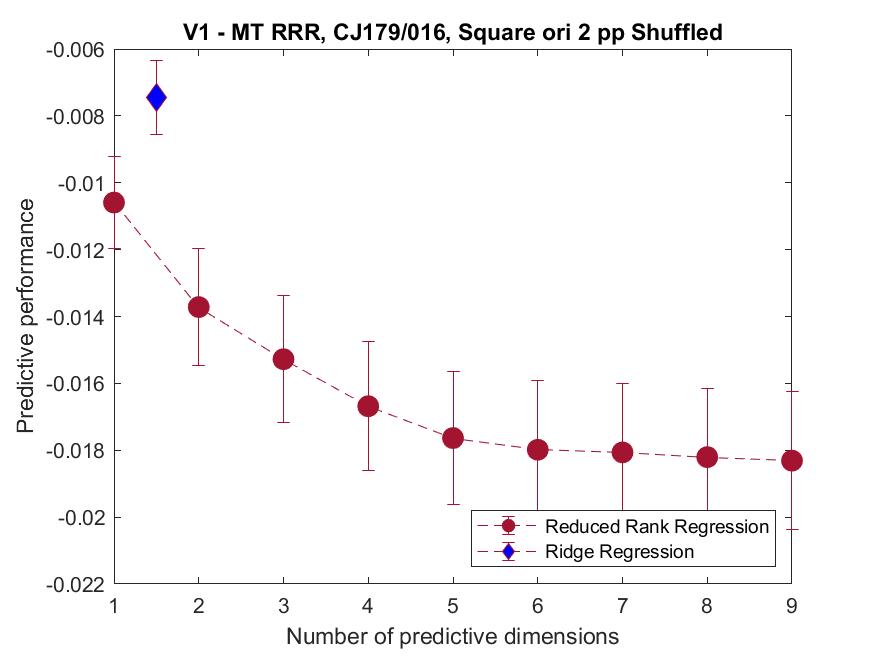 V1 - MT RRR, CJ179/016, Square ori 2 pp Shuffled
-0.006
-0.008
-0.01
-0.012
-0.014
-0.016
-0.018
-0.02
-0.022
Predictive performance
Reduced Rank Regression
Ridge Regression
1 2 3 4 5 6 7 8 9
Number of predictive dimensions